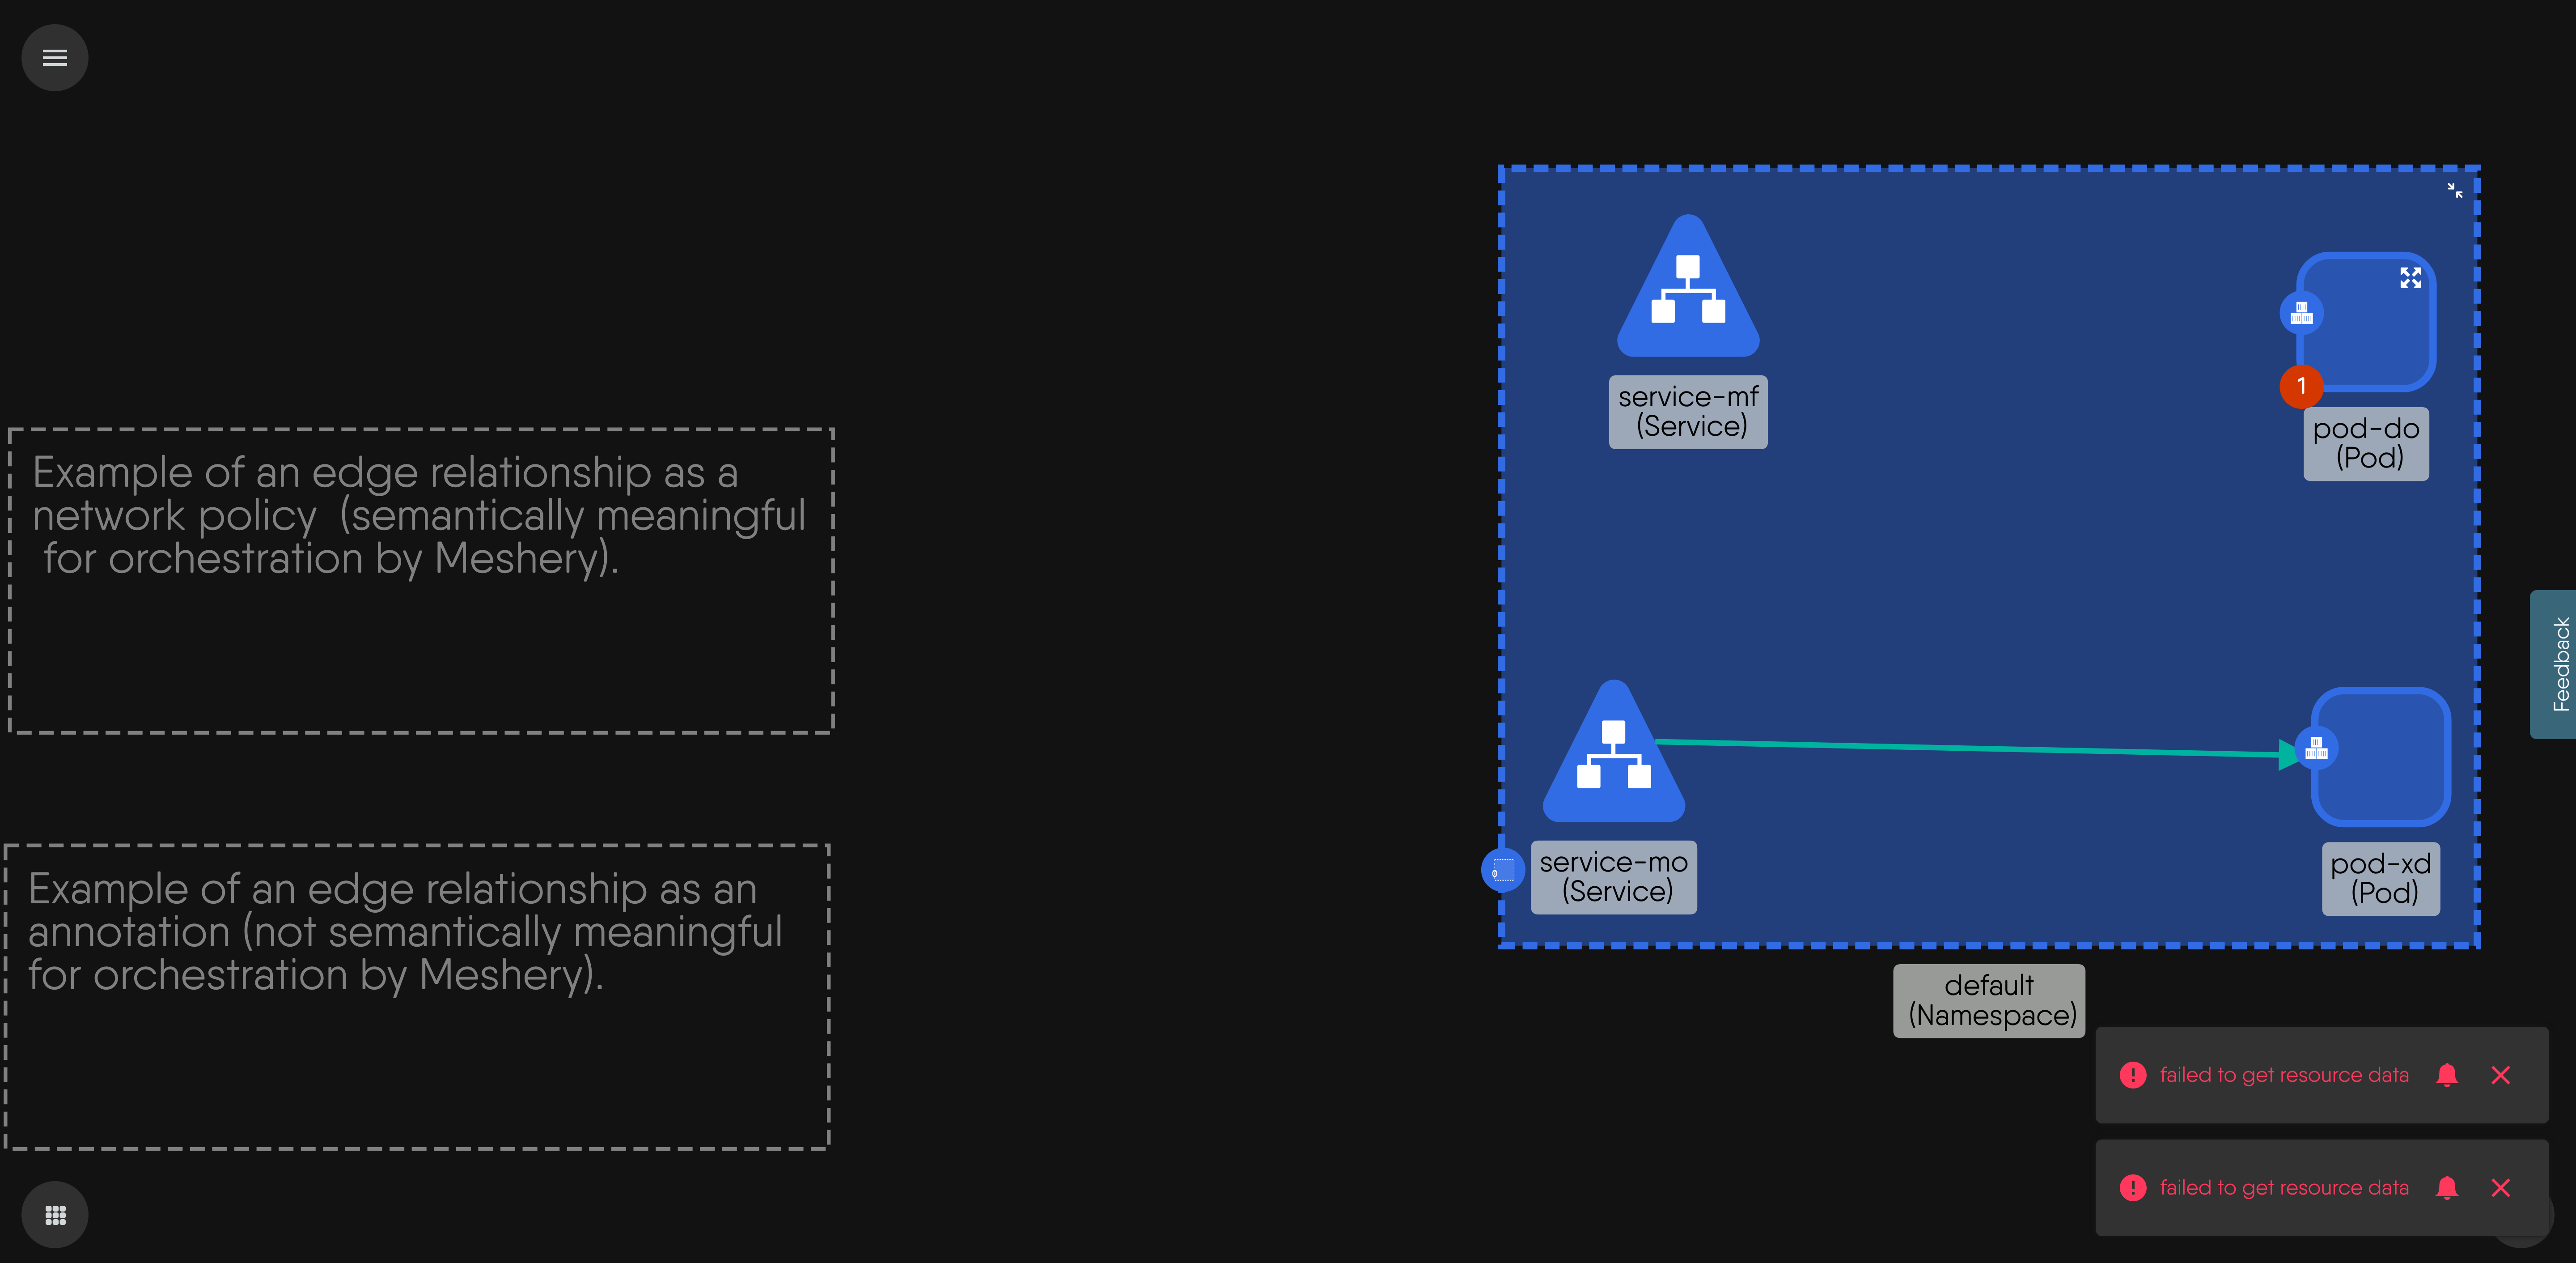 Example of an edge relationship as a
network policy  (semantically meaningful
for orchestration by Meshery).
Example of an edge relationship as an
annotation (not semantically meaningful
for orchestration by Meshery).
service-mf
(Service)
1
pod-do
(Pod)
service-mo
(Service)
pod-xd
(Pod)
default
(Namespace)
Feedback
failed to get resource data
failed to get resource data